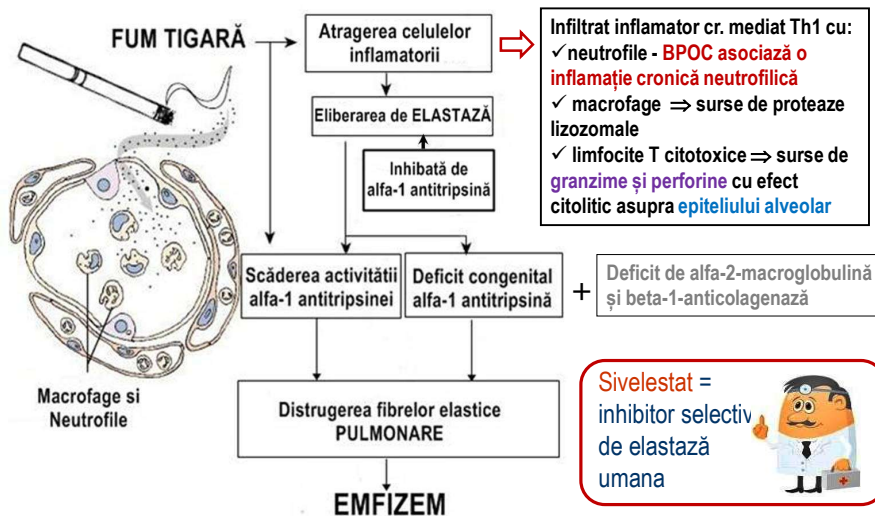 FUM TIGARĂ
Atragerea celulelor
inflamatorii
Eliberarea de ELASTAZĂ
Inhibată de
alfa-1 antitripsină
Infiltrat inflamator cr. mediat Th1 cu:
✓neutrofile - BPOC asociază o
inflamație cronică neutrofilică
✓ macrofage ⇒ surse de proteaze
lizozomale
✓ limfocite T citotoxice ⇒ surse de
granzime și perforine cu efect
citolitic asupra epiteliului alveolar
Scăderea activitătii
alfa-1 antitripsinei
Deficit congenital
alfa-1 antitripsină
+
Deficit de alfa-2-macroglobulină
și beta-1-anticolagenază
Macrofage si
Neutrofile
Distrugerea fibrelor elastice
PULMONARE
EMFIZEM
Sivelestat =
inhibitor selectiv
de elastază
umana